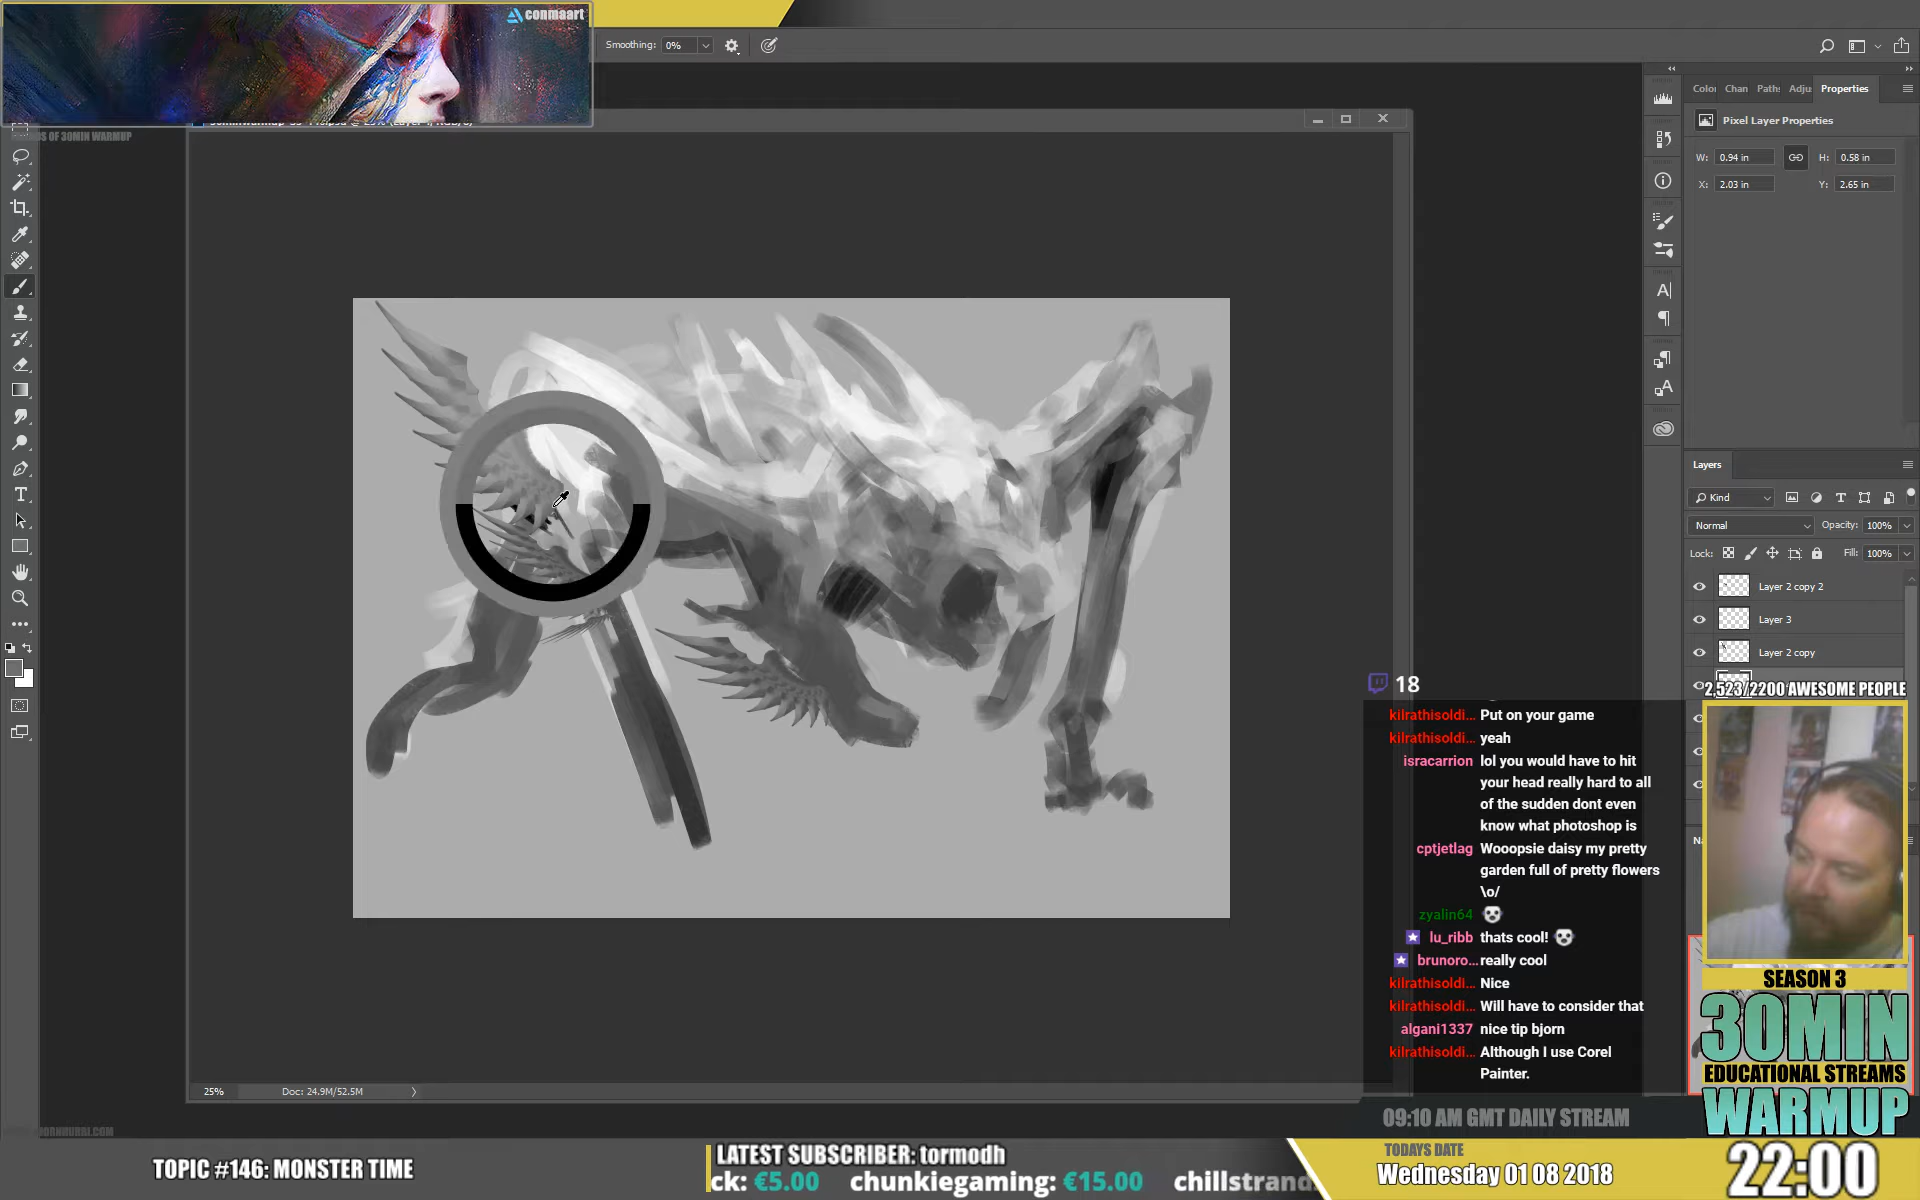 conmaart
Smoothing: 0%
S OF 30MIN WARMUP
Chan Paths Adju Properties
Pixel Layer Properties
W: 0.94 in H: 0.58 in
X: 2.03 in Y: 2.65 in
Layers
Kind
Normal Opacity: 100%
Lock: Fill: 100%
Layer 2 copy 2
Layer 3
Layer 2 copy
2,523/2200 AWESOME PEOPLE
18
kilrathisoldi... Put on your game
kilrathisoldi... yeah
isracarrion lol you would have to hit
your head really hard to all
of the sudden dont even
know what photoshop is
cptjetlag Wooopsie daisy my pretty
garden full of pretty flowers
\o/
zyalin64
lu_ribb thats cool!
brunoro... really cool
kilrathisoldi... Nice
kilrathisoldi... Will have to consider that
algani1337 nice tip bjorn
kilrathisoldi... Although I use Corel
Painter.
SEASON 3
30MIN
EDUCATIONAL STREAMS
WARMUP
25% Doc: 24.9M/52.5M
09:10 AM GMT DAILY STREAM
TOPIC #146: MONSTER TIME
LATEST SUBSCRIBER: tormodh
ck: €5.00 chunkiegaming: €15.00 chillstrand
TODAYS DATE
Wednesday 01 08 2018
22:00